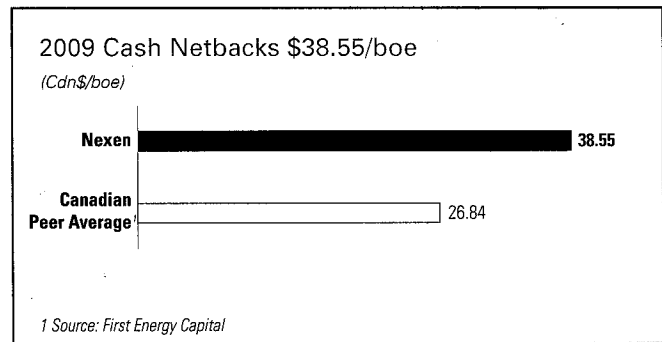 2009 Cash Netbacks $38.55/boe
(Cdn$/boe)
Nexen
38.55
Canadian
Peer Average¹
26.84
1 Source: First Energy Capital